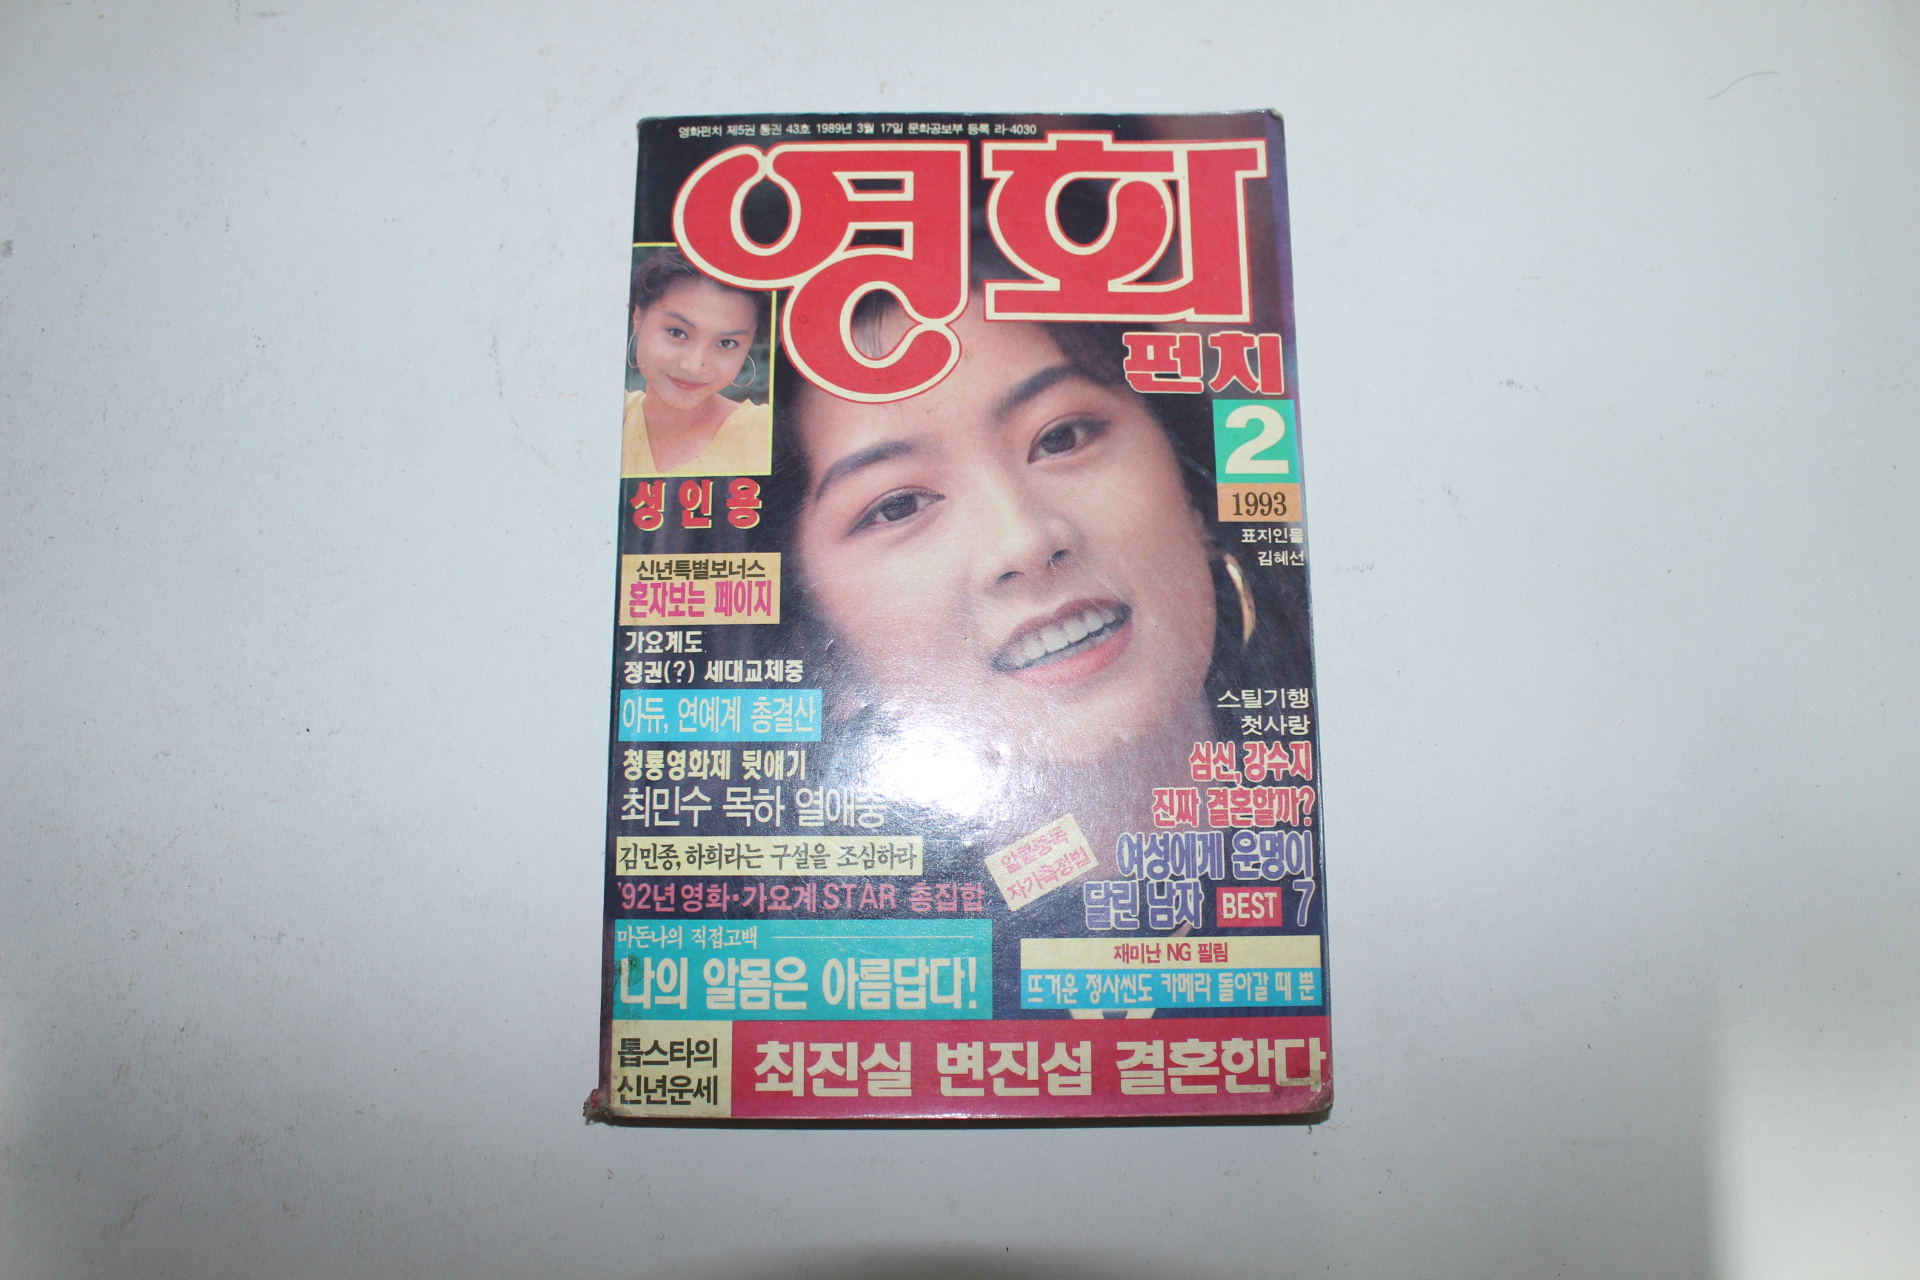 영화펀치 제5권 통권 43호 1989년 3월 17일 문화공보부 등록 라-4030
영화
펀치
2
1993
표지인물
김혜선
성인용
신년특별보너스
혼자보는 페이지
가요계도
정권(?) 세대교체중
아듀, 연예계 총결산
청룡영화제 뒷얘기
최민수 목하 열애중
김민종, 하희라는 구설을 조심하라
'92년 영화·가요계 STAR 총집합
마돈나의 직접고백
나의 알몸은 아름답다!
스틸기행
첫사랑
심신, 강수지
진짜 결혼할까?
알콜중독
자가측정법
여성에게 운명이
달린 남자 BEST 7
재미난 NG 필림
뜨거운 정사씬도 카메라 돌아갈 때 뿐
톱스타의
신년운세
최진실 변진섭 결혼한다